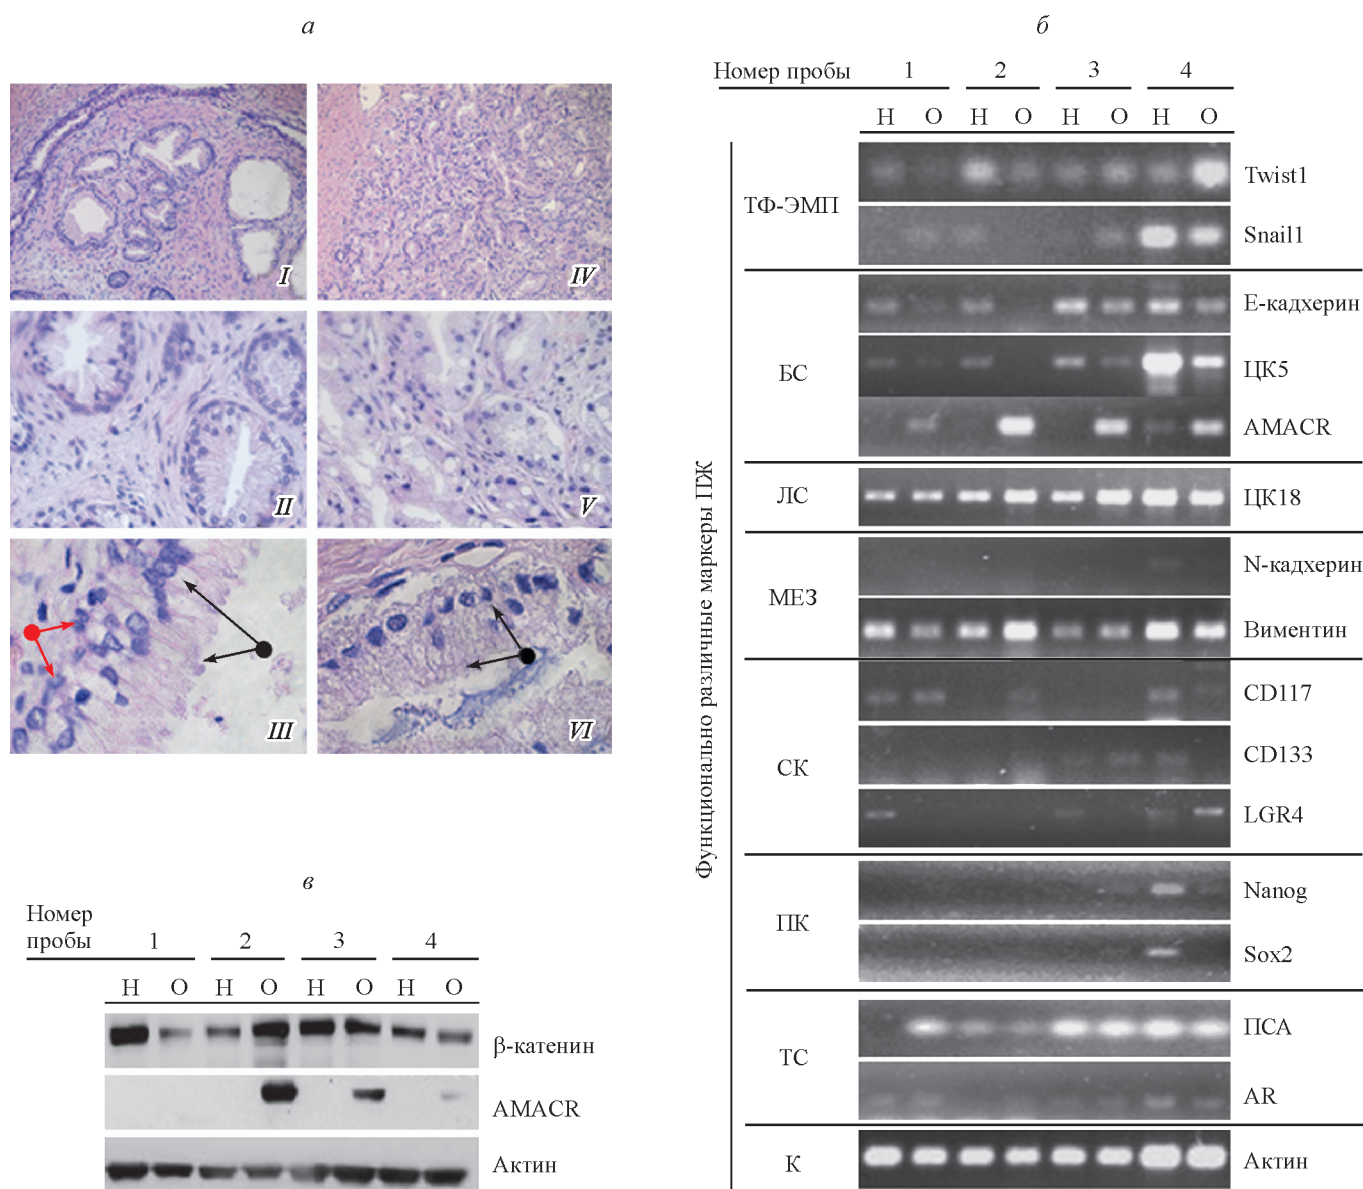 а
I
IV
II
V
III
VI
б
Номер пробы 1 2 3 4
Н О Н О Н О Н О
Функционально различные маркеры ПЖ
ТФ-ЭМП
Twist1
Snail1
БС
Е-кадхерин
ЦК5
AMACR
ЛС
ЦК18
МЕЗ
N-кадхерин
Виментин
СК
CD117
CD133
LGR4
ПК
Nanog
Sox2
ТС
ПСА
AR
К
Актин
в
Номер
пробы 1 2 3 4
Н О Н О Н О Н О
β-катенин
AMACR
Актин